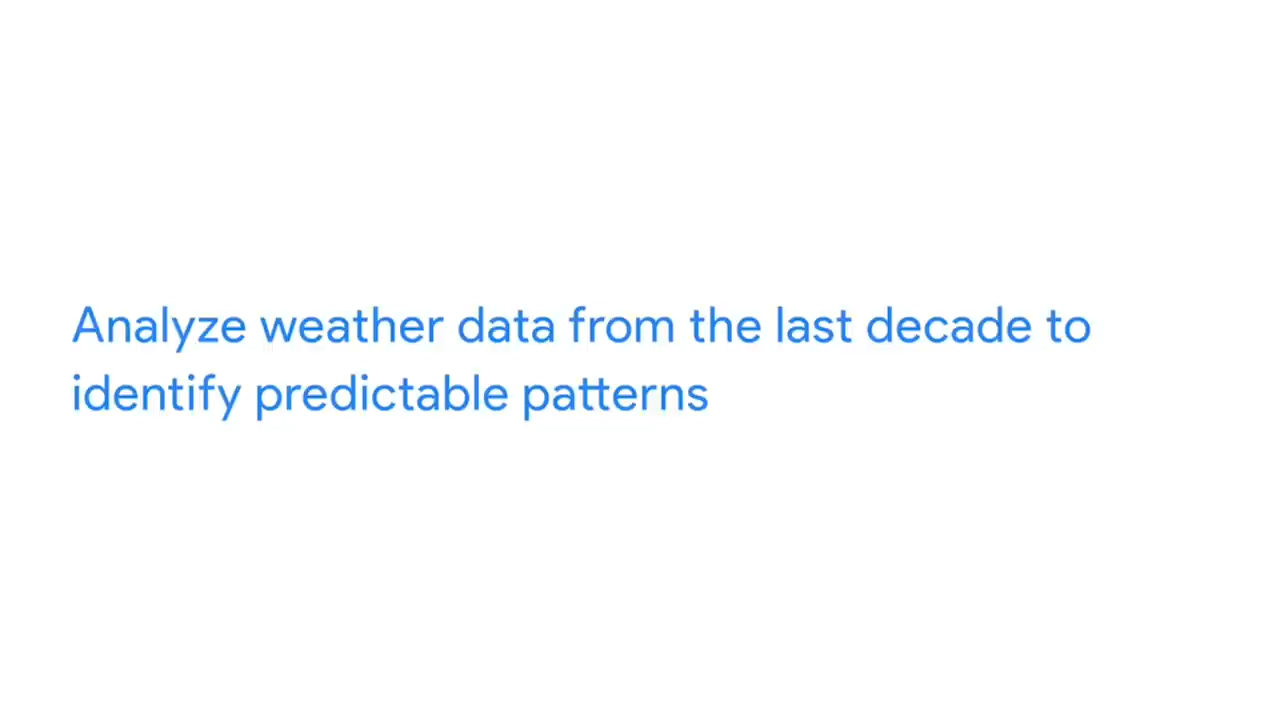 Analyze weather data from the last decade to
identify predictable patterns